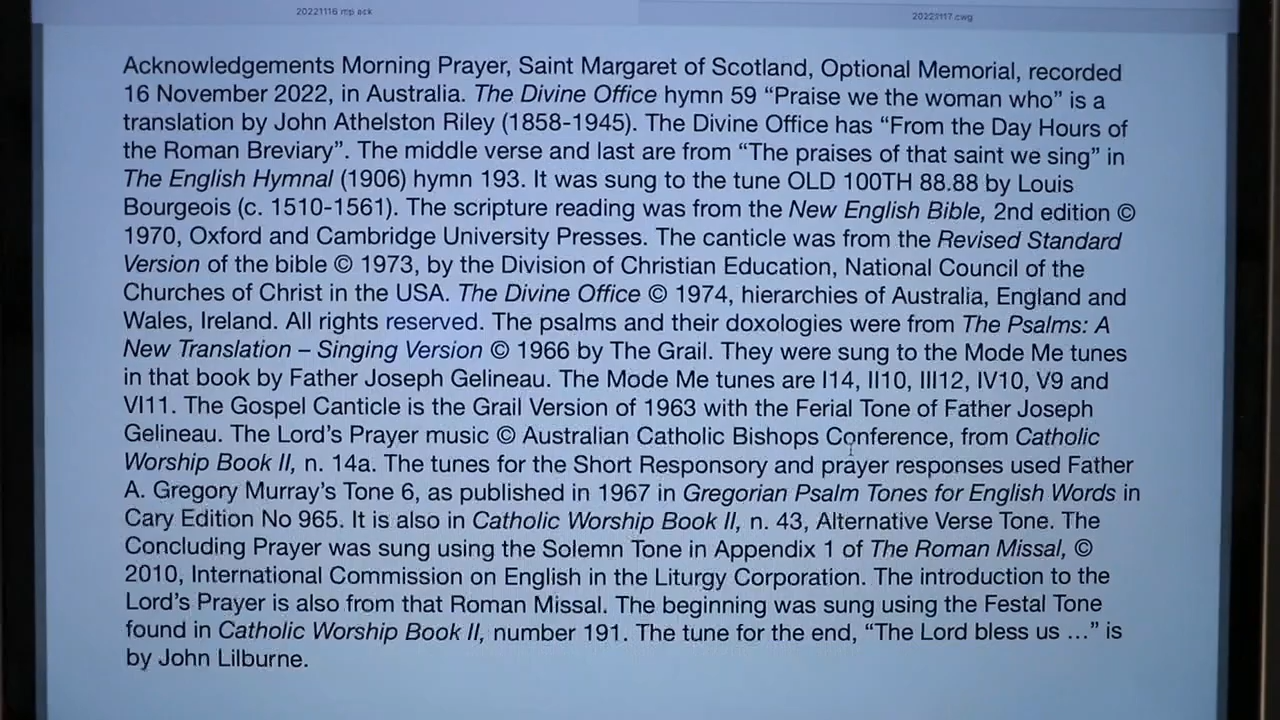 20221116 mp ack
20221117.cwg
Acknowledgements Morning Prayer, Saint Margaret of Scotland, Optional Memorial, recorded
16 November 2022, in Australia. The Divine Office hymn 59 “Praise we the woman who” is a
translation by John Athelston Riley (1858-1945). The Divine Office has “From the Day Hours of
the Roman Breviary”. The middle verse and last are from “The praises of that saint we sing” in
The English Hymnal (1906) hymn 193. It was sung to the tune OLD 100TH 88.88 by Louis
Bourgeois (c. 1510-1561). The scripture reading was from the New English Bible, 2nd edition ©
1970, Oxford and Cambridge University Presses. The canticle was from the Revised Standard
Version of the bible © 1973, by the Division of Christian Education, National Council of the
Churches of Christ in the USA. The Divine Office © 1974, hierarchies of Australia, England and
Wales, Ireland. All rights reserved. The psalms and their doxologies were from The Psalms: A
New Translation – Singing Version © 1966 by The Grail. They were sung to the Mode Me tunes
in that book by Father Joseph Gelineau. The Mode Me tunes are I14, II10, III12, IV10, V9 and
VI11. The Gospel Canticle is the Grail Version of 1963 with the Ferial Tone of Father Joseph
Gelineau. The Lord’s Prayer music © Australian Catholic Bishops Conference, from Catholic
Worship Book II, n. 14a. The tunes for the Short Responsory and prayer responses used Father
A. Gregory Murray’s Tone 6, as published in 1967 in Gregorian Psalm Tones for English Words in
Cary Edition No 965. It is also in Catholic Worship Book II, n. 43, Alternative Verse Tone. The
Concluding Prayer was sung using the Solemn Tone in Appendix 1 of The Roman Missal, ©
2010, International Commission on English in the Liturgy Corporation. The introduction to the
Lord’s Prayer is also from that Roman Missal. The beginning was sung using the Festal Tone
found in Catholic Worship Book II, number 191. The tune for the end, “The Lord bless us …” is
by John Lilburne.